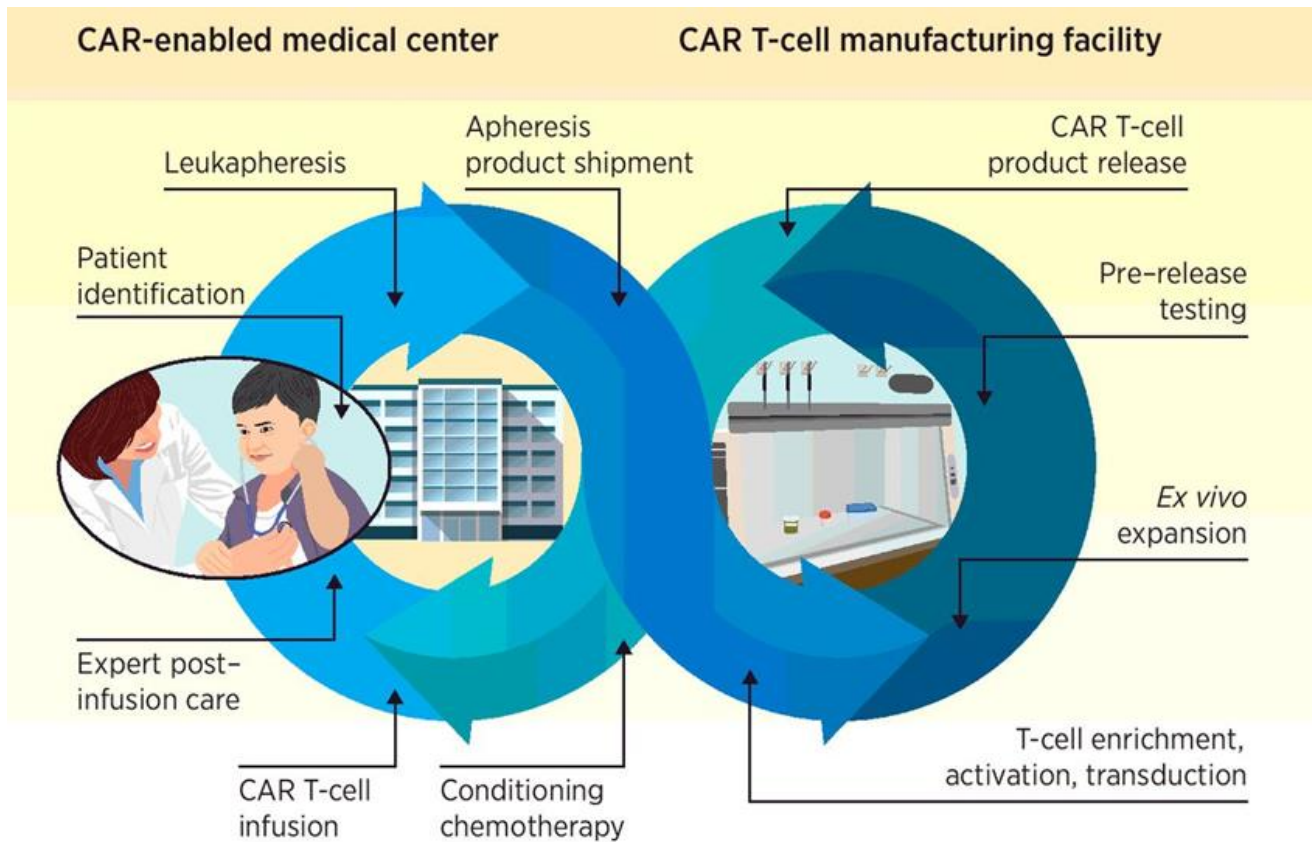 CAR-enabled medical center
CAR T-cell manufacturing facility
Leukapheresis
Apheresis
product shipment
CAR T-cell
product release
Patient
identification
Pre–release
testing
Ex vivo
expansion
Expert post–
infusion care
T-cell enrichment,
activation, transduction
CAR T-cell
infusion
Conditioning
chemotherapy